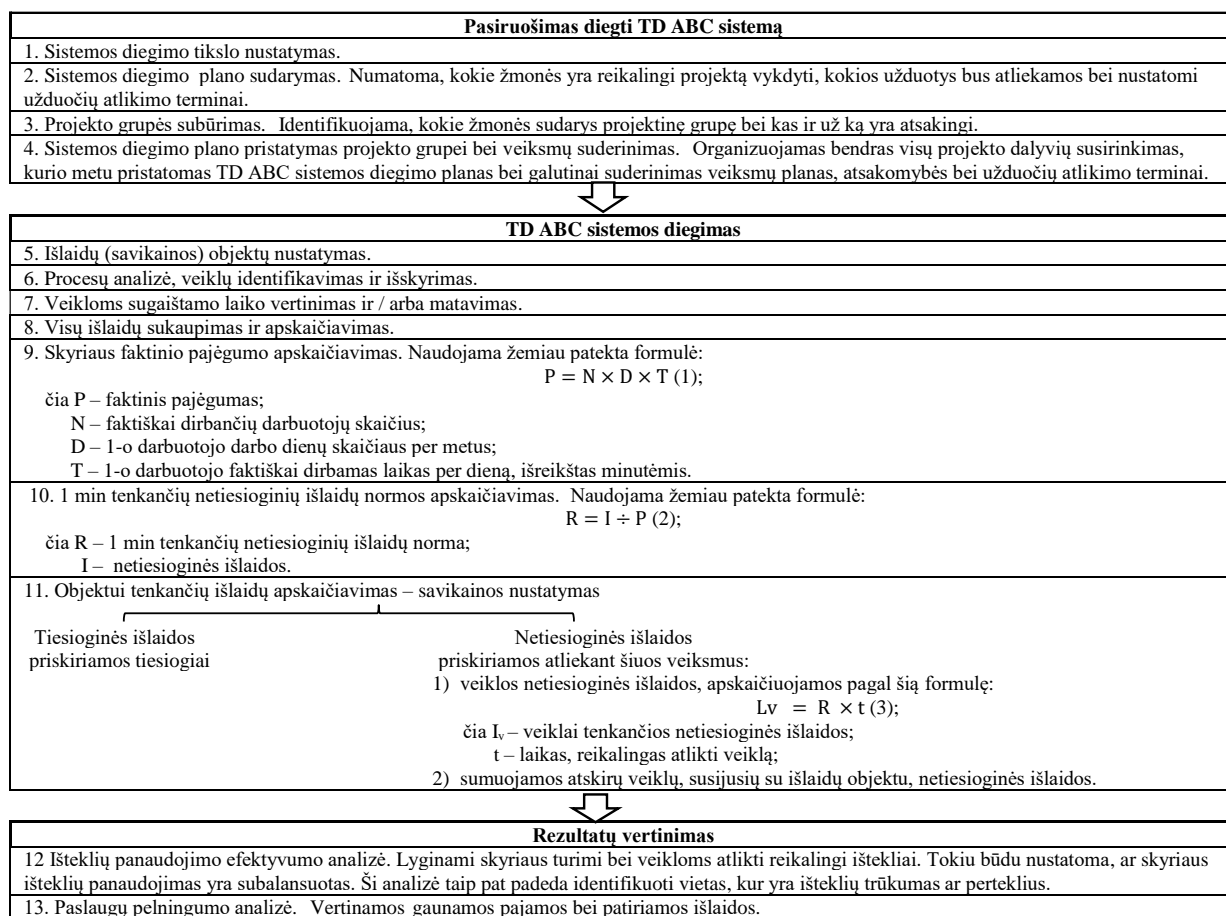 Pasiruošimas diegti TD ABC sistemą
1. Sistemos diegimo tikslo nustatymas.
2. Sistemos diegimo plano sudarymas. Numatoma, kokie žmonės yra reikalingi projektą vykdyti, kokios užduotys bus atliekamos bei nustatomi
užduočių atlikimo terminai.
3. Projekto grupės subūrimas. Identifikuojama, kokie žmonės sudarys projektinę grupę bei kas ir už ką yra atsakingi.
4. Sistemos diegimo plano pristatymas projekto grupei bei veiksmų suderinimas. Organizuojamas bendras visų projekto dalyvių susirinkimas,
kurio metu pristatomas TD ABC sistemos diegimo planas bei galutinai suderinimas veiksmų planas, atsakomybės bei užduočių atlikimo terminai.
TD ABC sistemos diegimas
5. Išlaidų (savikainos) objektų nustatymas.
6. Procesų analizė, veiklų identifikavimas ir išskyrimas.
7. Veikloms sugaištamo laiko vertinimas ir / arba matavimas.
8. Visų išlaidų sukaupimas ir apskaičiavimas.
9. Skyriaus faktinio pajėgumo apskaičiavimas. Naudojama žemiau patekta formulė:
P = N × D × T (1);
čia P – faktinis pajėgumas;
N – faktiškai dirbančių darbuotojų skaičius;
D – 1-o darbuotojo darbo dienų skaičiaus per metus;
T – 1-o darbuotojo faktiškai dirbamas laikas per dieną, išreikštas minutėmis.
10. 1 min tenkančių netiesioginių išlaidų normos apskaičiavimas. Naudojama žemiau patekta formulė:
R = I ÷ P (2);
čia R – 1 min tenkančių netiesioginių išlaidų norma;
I – netiesioginės išlaidos.
11. Objektui tenkančių išlaidų apskaičiavimas – savikainos nustatymas
Tiesioginės išlaidos
priskiriamos tiesiogiai
Netiesioginės išlaidos
priskiriamos atliekant šiuos veiksmus:
1) veiklos netiesioginės išlaidos, apskaičiuojamos pagal šią formulę:
Lv = R × t (3);
čia Iv – veiklai tenkančios netiesioginės išlaidos;
t – laikas, reikalingas atlikti veiklą;
2) sumuojamos atskirų veiklų, susijusių su išlaidų objektu, netiesioginės išlaidos.
Rezultatų vertinimas
12 Išteklių panaudojimo efektyvumo analizė. Lyginami skyriaus turimi bei veikloms atlikti reikalingi ištekliai. Tokiu būdu nustatoma, ar skyriaus
išteklių panaudojimas yra subalansuotas. Ši analizė taip pat padeda identifikuoti vietas, kur yra išteklių trūkumas ar perteklius.
13. Paslaugų pelningumo analizė. Vertinamos gaunamos pajamos bei patiriamos išlaidos.